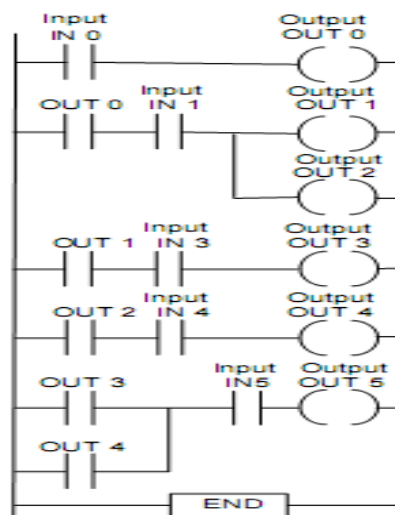 Input Output
IN 0 OUT 0
Input Output
OUT 0 IN 1 OUT 1
Output
OUT 2
Input Output
OUT 1 IN 3 OUT 3
Input Output
OUT 2 IN 4 OUT 4
Input Output
OUT 3 IN5 OUT 5
OUT 4
END